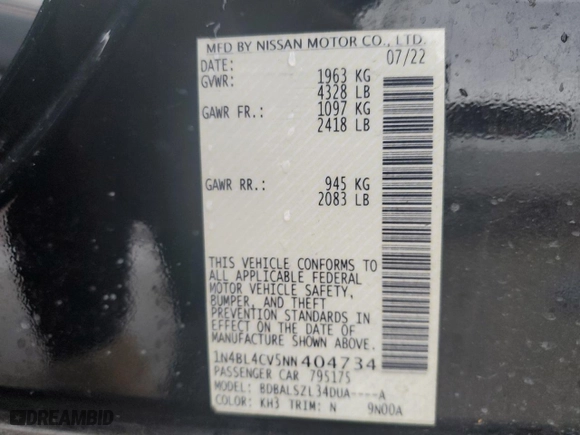 MFD BY NISSAN MOTOR CO., LTD.
DATE: 07/22
GVWR: 1963 KG
4328 LB
GAWR FR.: 1097 KG
2418 LB
GAWR RR.: 945 KG
2083 LB
THIS VEHICLE CONFORMS TO
ALL APPLICABLE FEDERAL
MOTOR VEHICLE SAFETY,
BUMPER, AND THEFT
PREVENTION STANDARDS IN
EFFECT ON THE DATE OF
MANUFACTURE SHOWN ABOVE.
1N4BL4CV5NN404734
PASSENGER CAR 795175
MODEL: BDBALSZL34DUA----A
COLOR: KH3 TRIM: N 9N00A
DREAMBID